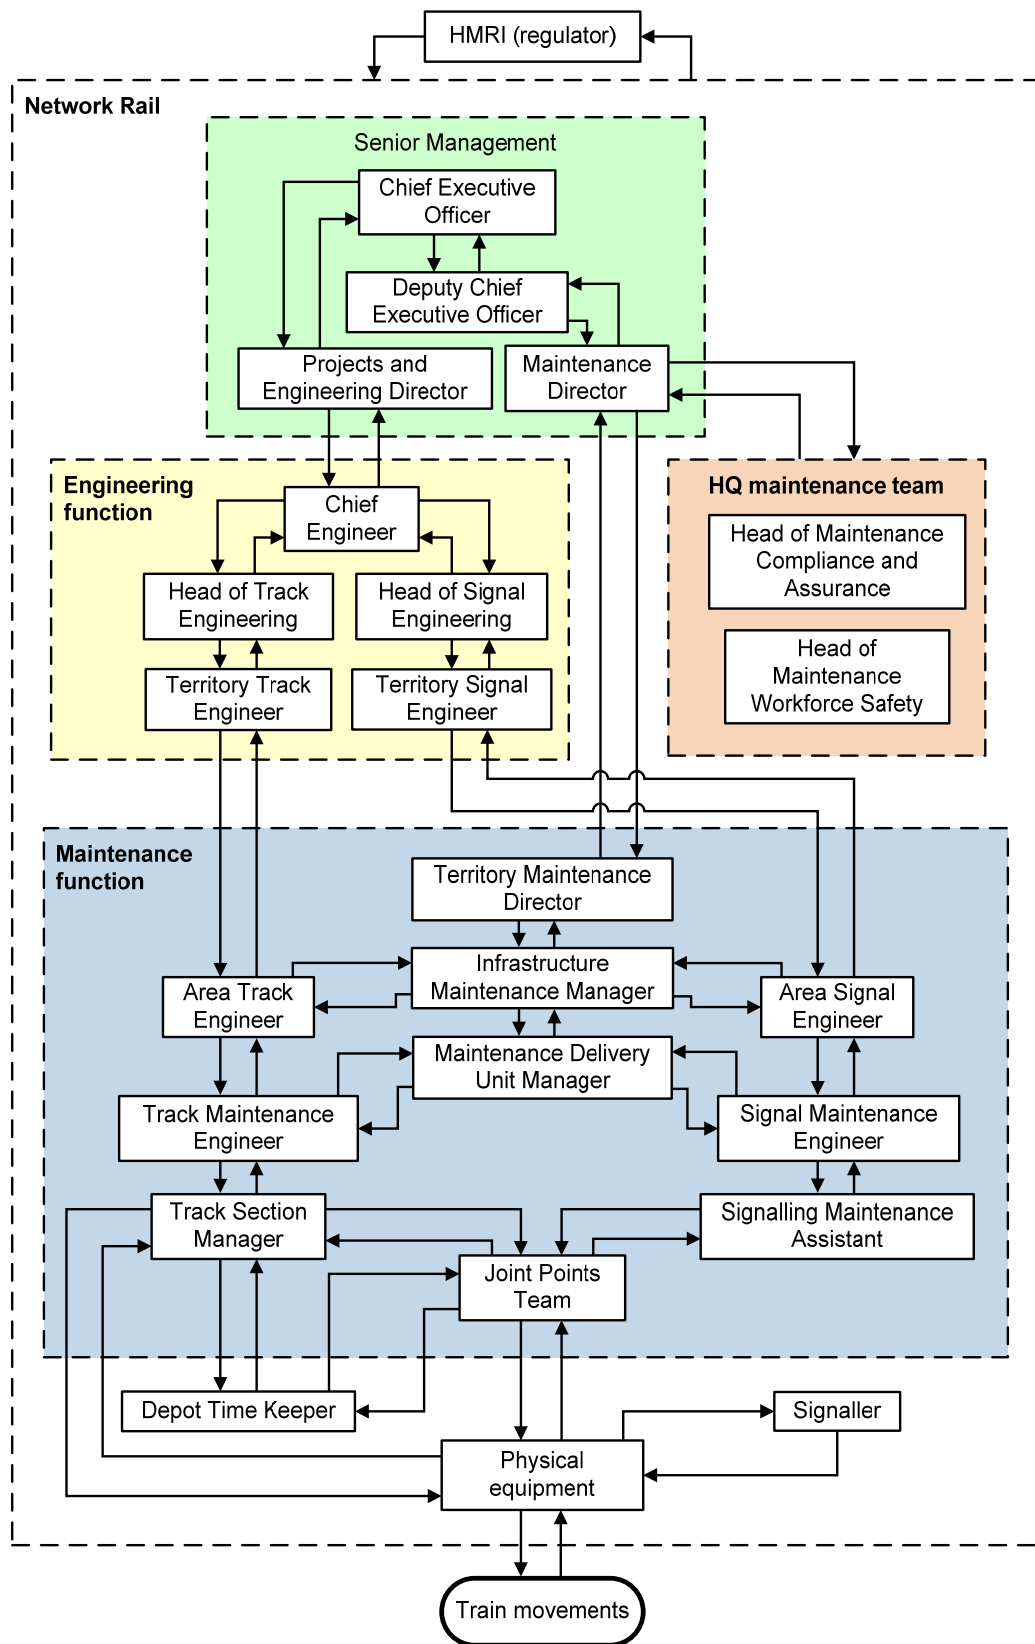 HMRI (regulator)
Network Rail
Senior Management
Chief Executive
Officer
Deputy Chief
Executive Officer
Projects and
Engineering Director
Maintenance
Director
Engineering
function
Chief
Engineer
Head of Track
Engineering
Head of Signal
Engineering
Territory Track
Engineer
Territory Signal
Engineer
HQ maintenance team
Head of Maintenance
Compliance and
Assurance
Head of
Maintenance
Workforce Safety
Maintenance
function
Territory Maintenance
Director
Infrastructure
Maintenance Manager
Area Track
Engineer
Area Signal
Engineer
Maintenance Delivery
Unit Manager
Track Maintenance
Engineer
Signal Maintenance
Engineer
Track Section
Manager
Signalling Maintenance
Assistant
Joint Points
Team
Depot Time Keeper
Signaller
Physical
equipment
Train movements